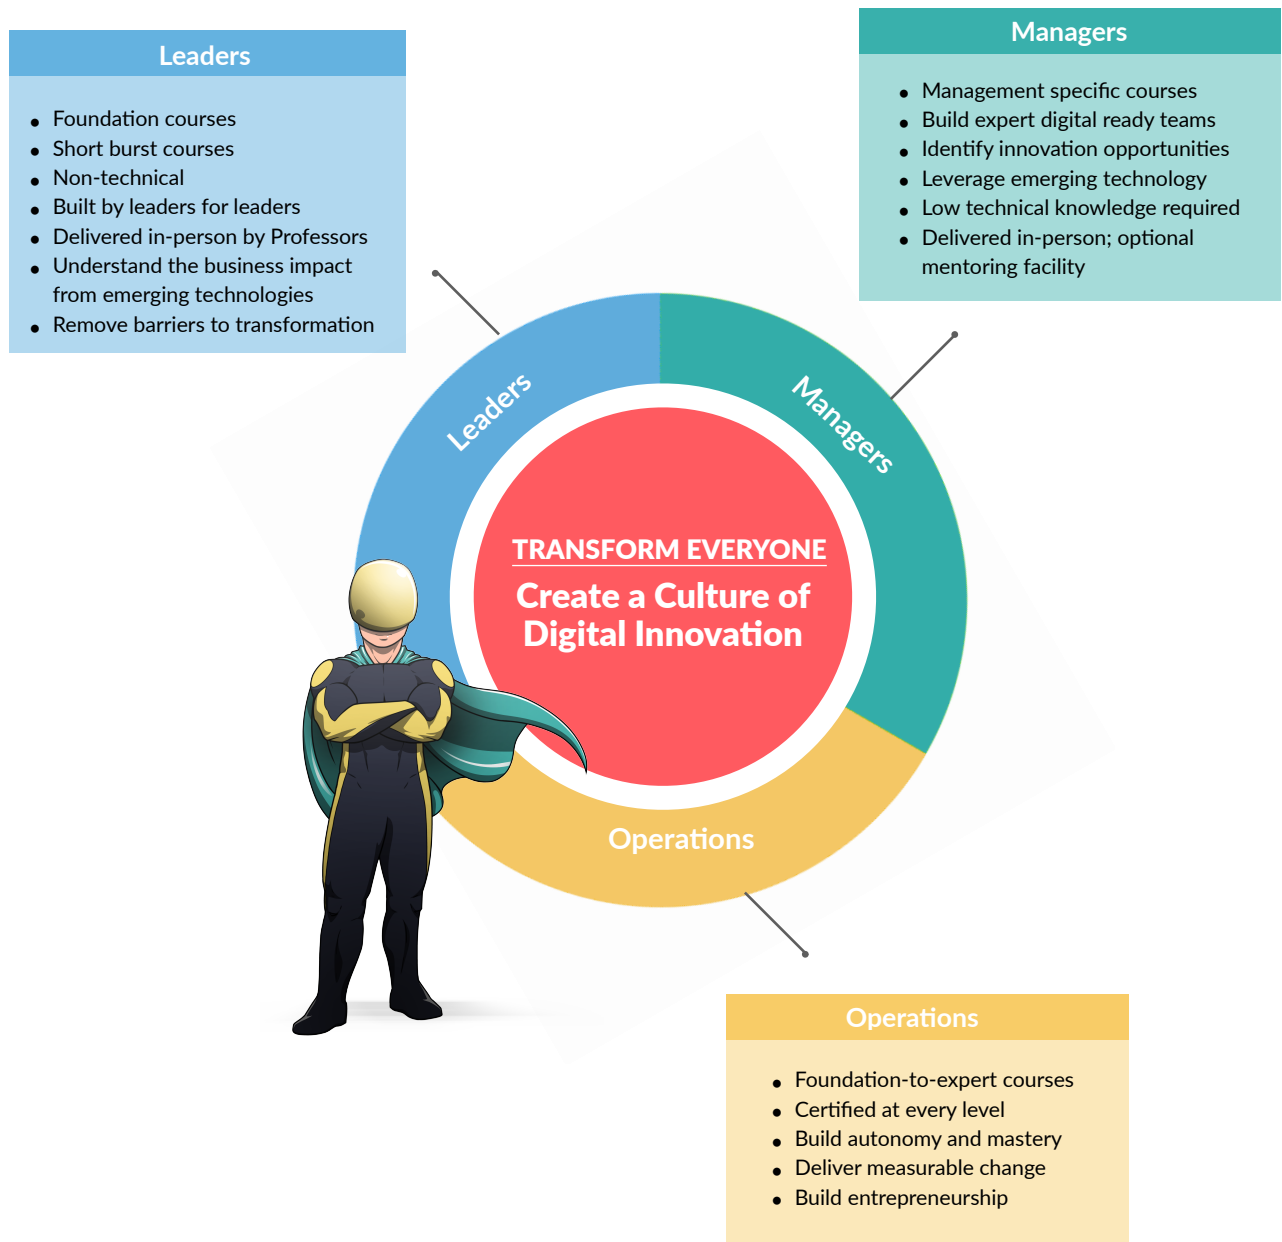 Leaders
• Foundation courses
• Short burst courses
• Non-technical
• Built by leaders for leaders
• Delivered in-person by Professors
• Understand the business impact
from emerging technologies
• Remove barriers to transformation
Managers
• Management specific courses
• Build expert digital ready teams
• Identify innovation opportunities
• Leverage emerging technology
• Low technical knowledge required
• Delivered in-person; optional
mentoring facility
Leaders
Managers
TRANSFORM EVERYONE
Create a Culture of
Digital Innovation
Operations
Operations
• Foundation-to-expert courses
• Certified at every level
• Build autonomy and mastery
• Deliver measurable change
• Build entrepreneurship